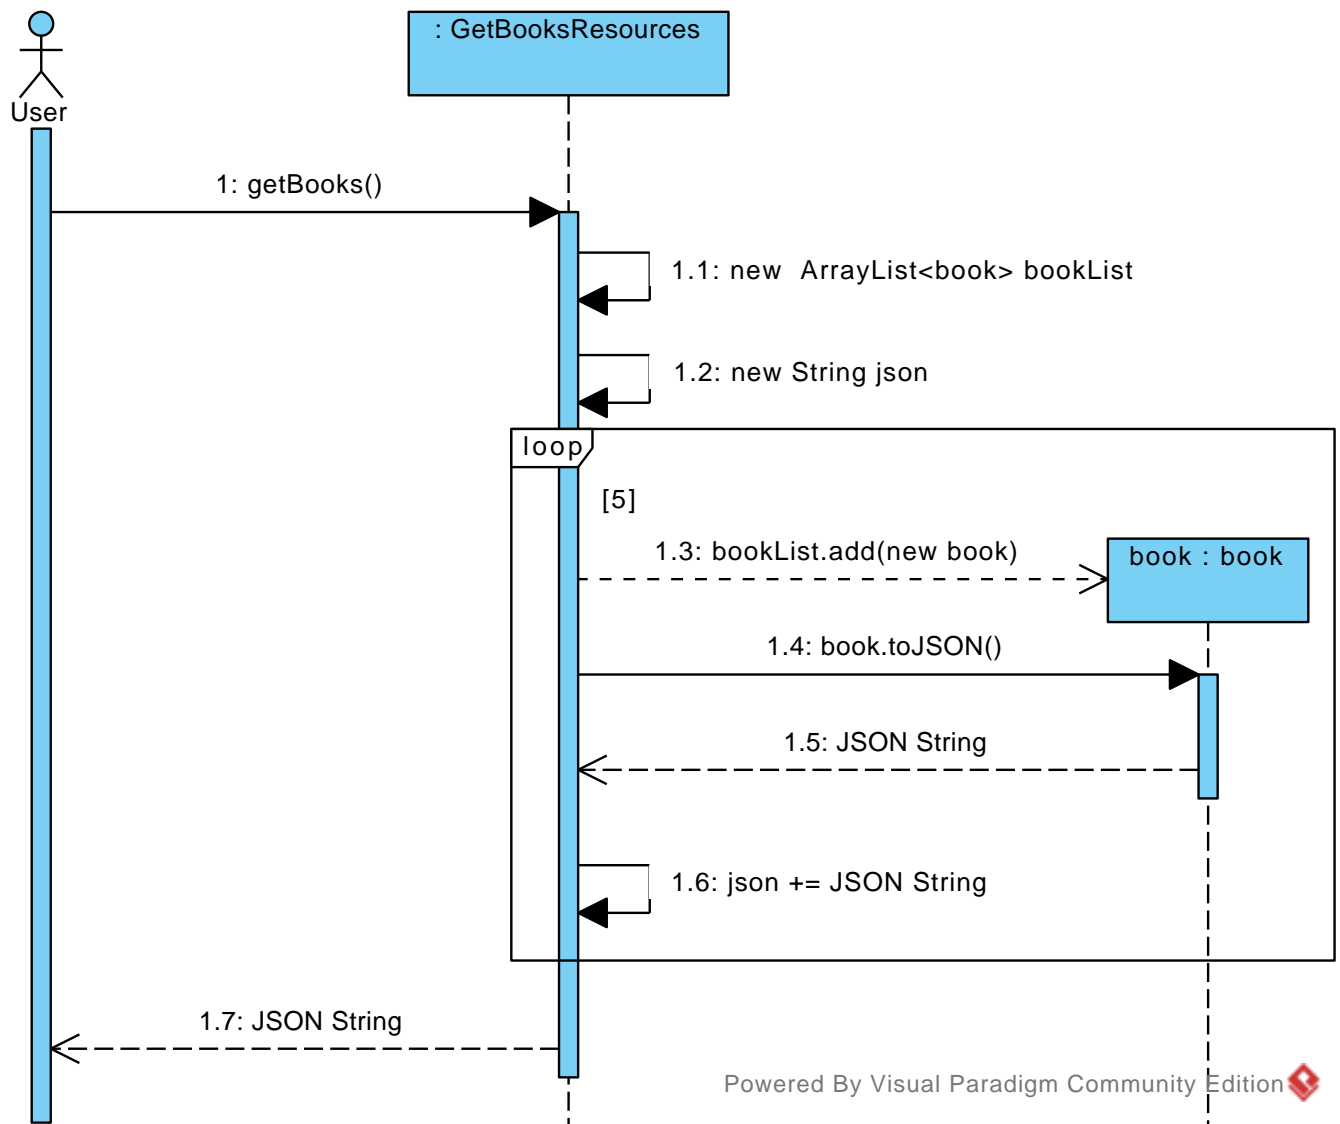 : GetBooksResources
User
1: getBooks()
1.1: new  ArrayList<book> bookList
1.2: new String json
loop
[5]
1.3: bookList.add(new book)
book : book
1.4: book.toJSON()
1.5: JSON String
1.6: json += JSON String
1.7: JSON String
Powered By Visual Paradigm Community Edition